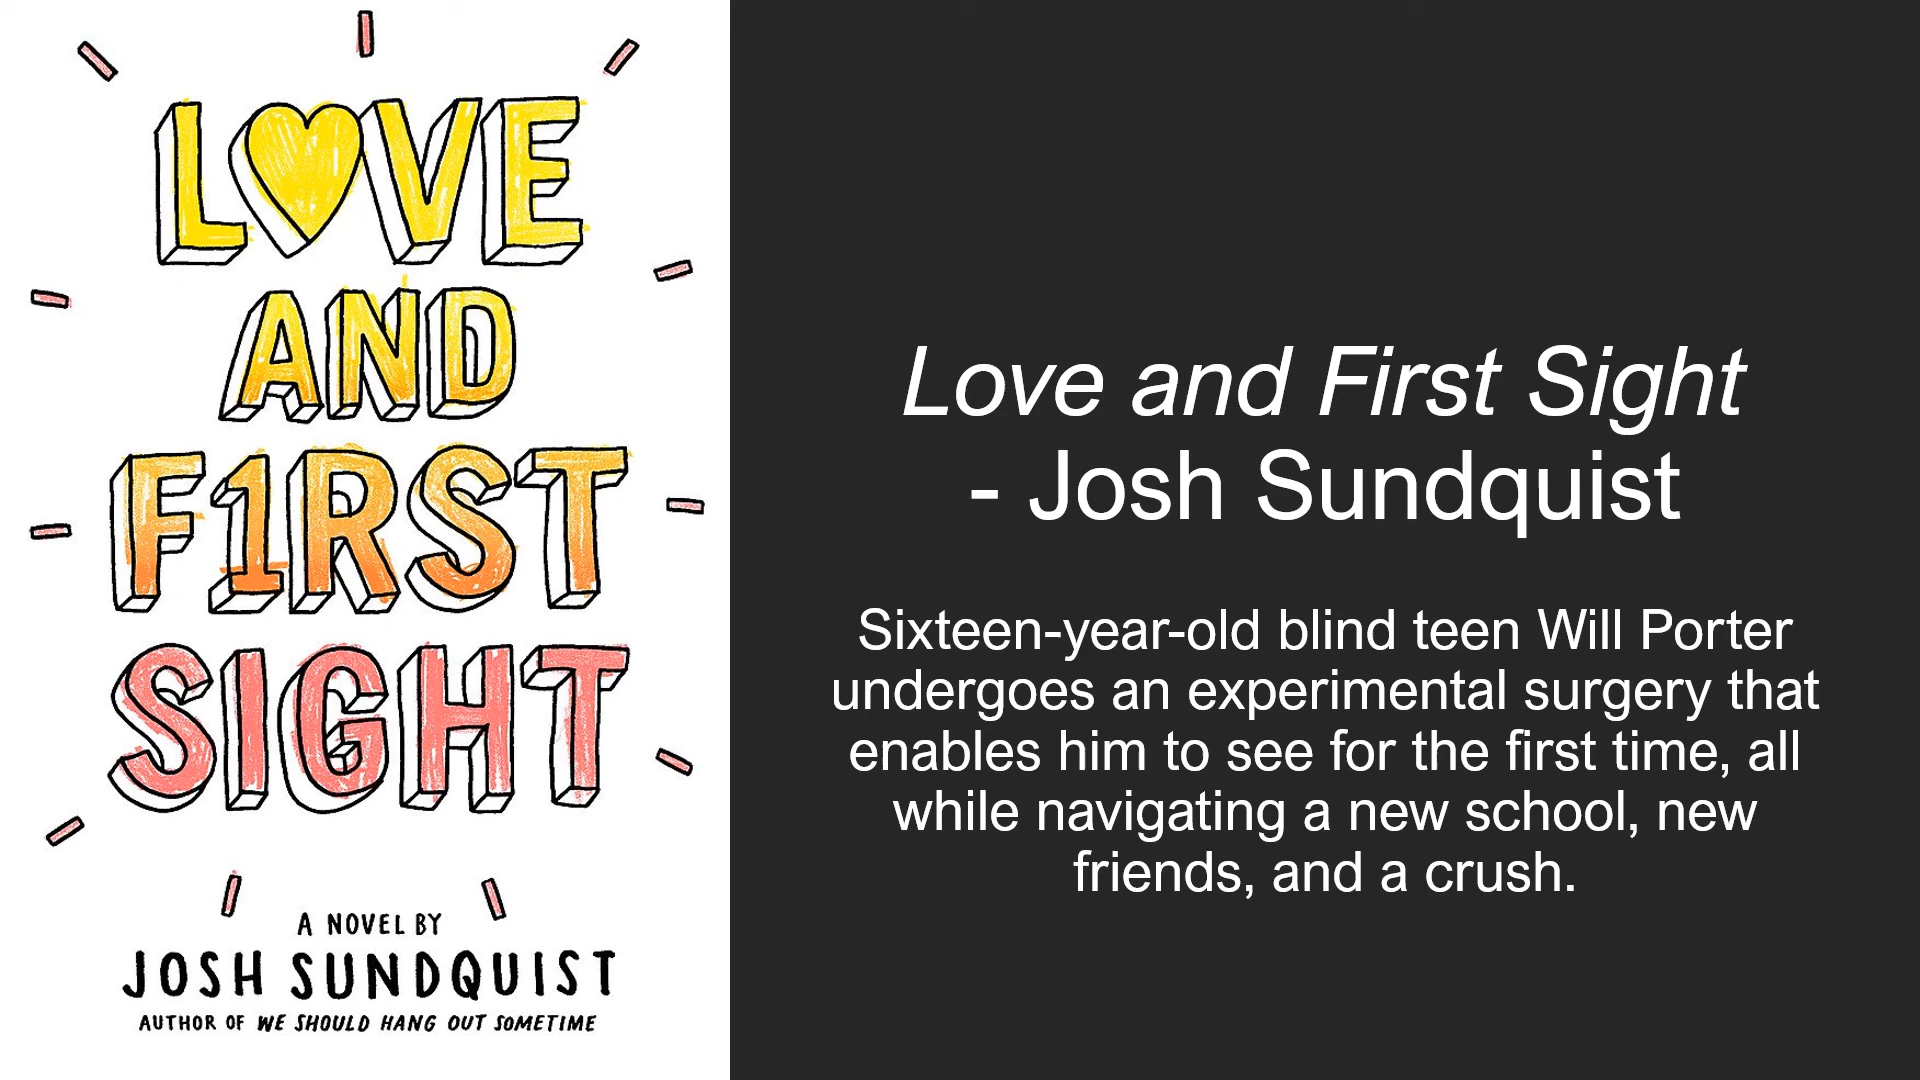 LOVE
AND
F1RST
SIGHT
A NOVEL BY
JOSH SUNDQUIST
AUTHOR OF WE SHOULD HANG OUT SOMETIME
Love and First Sight
- Josh Sundquist
Sixteen-year-old blind teen Will Porter
undergoes an experimental surgery that
enables him to see for the first time, all
while navigating a new school, new
friends, and a crush.